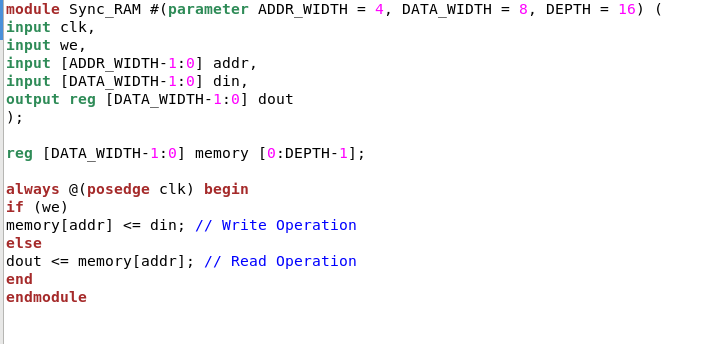 module Sync_RAM #(parameter ADDR_WIDTH = 4, DATA_WIDTH = 8, DEPTH = 16) (
input clk,
input we,
input [ADDR_WIDTH-1:0] addr,
input [DATA_WIDTH-1:0] din,
output reg [DATA_WIDTH-1:0] dout
);
reg [DATA_WIDTH-1:0] memory [0:DEPTH-1];
always @(posedge clk) begin
if (we)
memory[addr] <= din; // Write Operation
else
dout <= memory[addr]; // Read Operation
end
endmodule